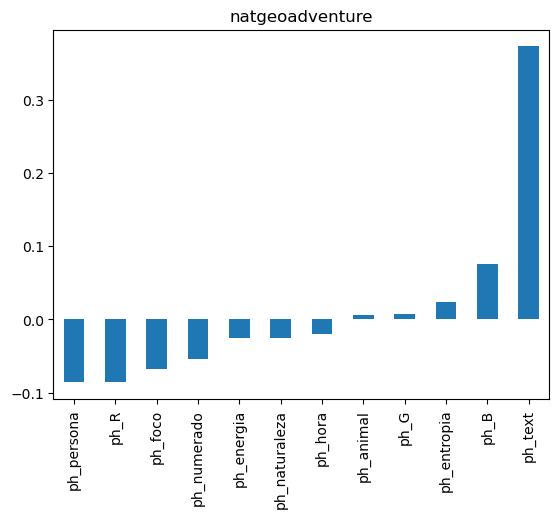 natgeoadventure
0.3
0.2
0.1
0.0
−0.1
ph_persona
ph_R
ph_foco
ph_numerado
ph_energia
ph_naturaleza
ph_hora
ph_animal
ph_G
ph_entropia
ph_B
ph_text